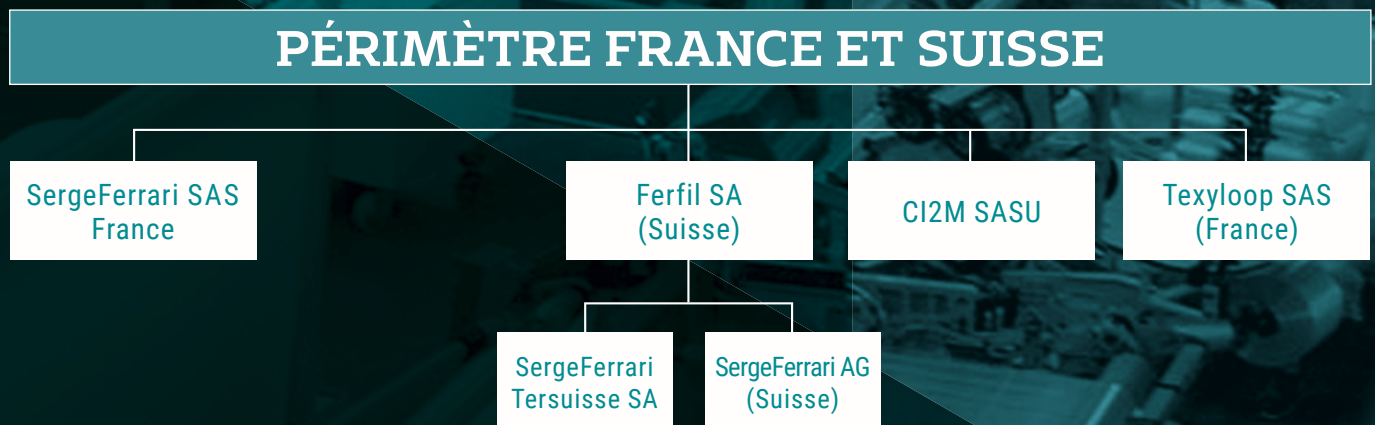 PÉRIMÈTRE FRANCE ET SUISSE
SergeFerrari SAS
France
Ferfil SA
(Suisse)
CI2M SASU
Texyloop SAS
(France)
SergeFerrari
Tersuisse SA
SergeFerrari AG
(Suisse)